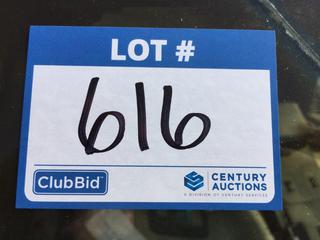 LOT #
616
ClubBid
CENTURY
AUCTIONS
A DIVISION OF CENTURY SERVICES